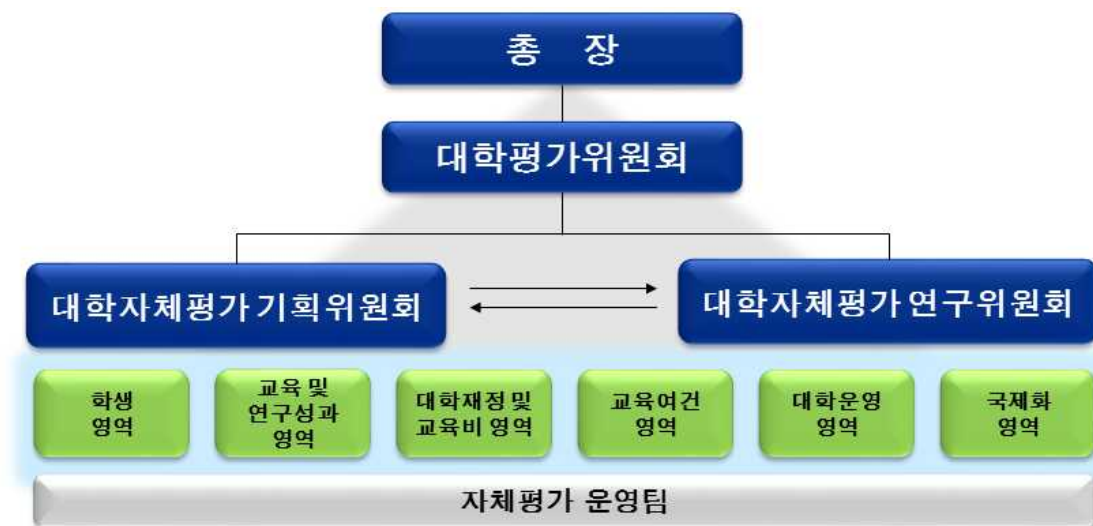 총 장
대학평가위원회
대학자체평가 기획위원회
대학자체평가 연구위원회
학생
영역
교육 및
연구성과
영역
대학재정 및
교육비 영역
교육여건
영역
대학운영
영역
국제화
영역
자체평가 운영팀